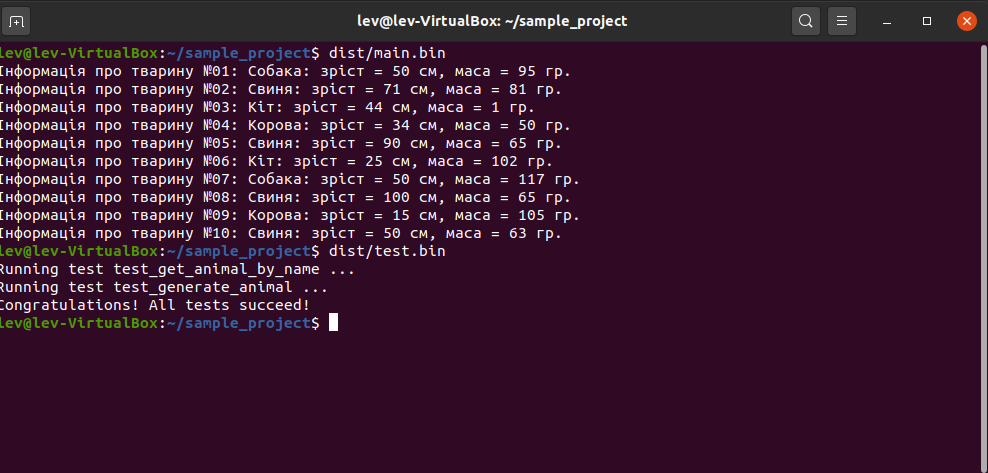 lev@lev-VirtualBox: ~/sample_project
lev@lev-VirtualBox:~/sample_project$ dist/main.bin
Інформація про тварину №01: Собака: зріст = 50 см, маса = 95 гр.
Інформація про тварину №02: Свиня: зріст = 71 см, маса = 81 гр.
Інформація про тварину №03: Кіт: зріст = 44 см, маса = 1 гр.
Інформація про тварину №04: Корова: зріст = 34 см, маса = 50 гр.
Інформація про тварину №05: Свиня: зріст = 90 см, маса = 65 гр.
Інформація про тварину №06: Кіт: зріст = 25 см, маса = 102 гр.
Інформація про тварину №07: Собака: зріст = 50 см, маса = 117 гр.
Інформація про тварину №08: Свиня: зріст = 100 см, маса = 65 гр.
Інформація про тварину №09: Корова: зріст = 15 см, маса = 105 гр.
Інформація про тварину №10: Свиня: зріст = 50 см, маса = 63 гр.
lev@lev-VirtualBox:~/sample_project$ dist/test.bin
Running test test_get_animal_by_name ...
Running test test_generate_animal ...
Congratulations! All tests succeed!
lev@lev-VirtualBox:~/sample_project$